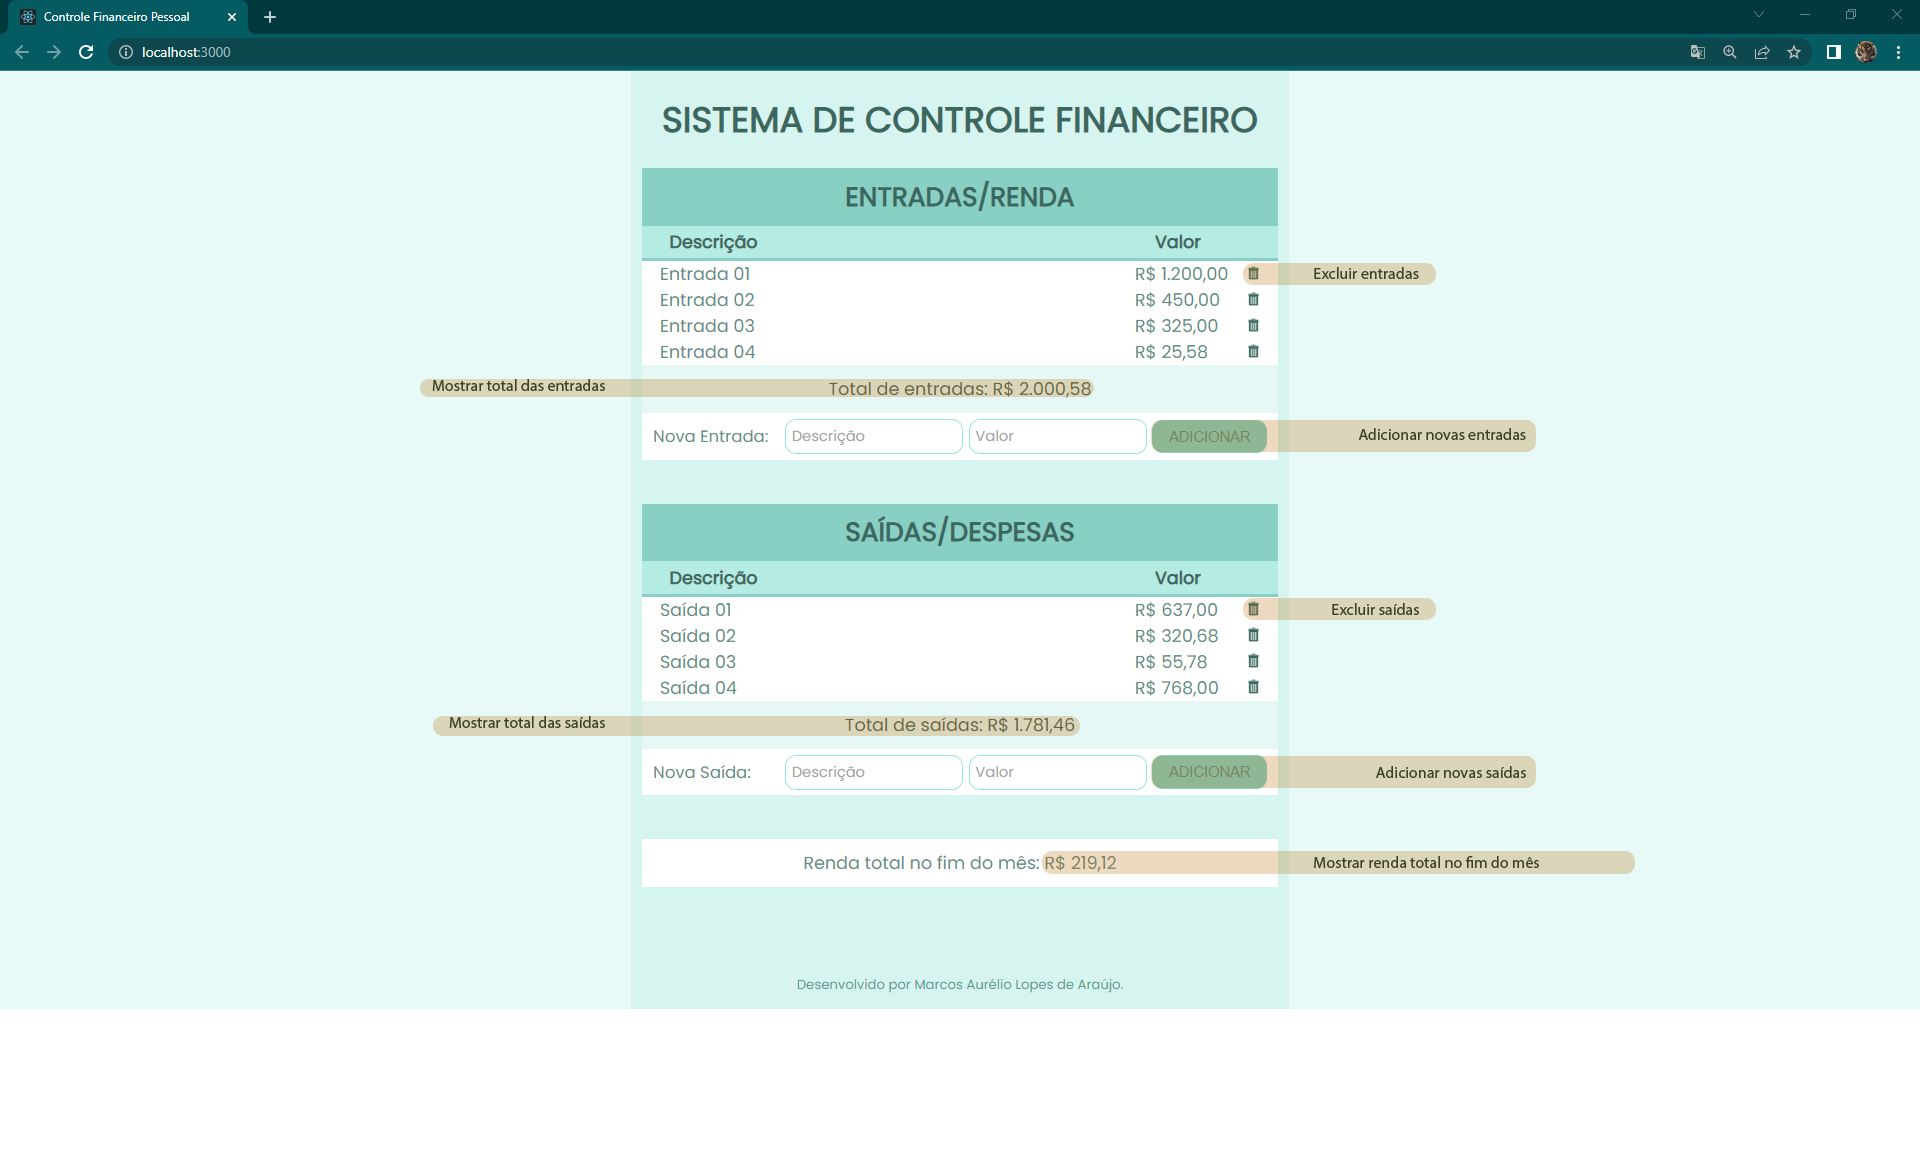 Controle Financeiro Pessoal
localhost:3000
SISTEMA DE CONTROLE FINANCEIRO
ENTRADAS/RENDA
Descrição Valor
Entrada 01 R$ 1.200,00 Excluir entradas
Entrada 02 R$ 450,00
Entrada 03 R$ 325,00
Entrada 04 R$ 25,58
Mostrar total das entradas Total de entradas: R$ 2.000,58
Nova Entrada: Descrição Valor ADICIONAR Adicionar novas entradas
SAÍDAS/DESPESAS
Descrição Valor
Saída 01 R$ 637,00 Excluir saídas
Saída 02 R$ 320,68
Saída 03 R$ 55,78
Saída 04 R$ 768,00
Mostrar total das saídas Total de saídas: R$ 1.781,46
Nova Saída: Descrição Valor ADICIONAR Adicionar novas saídas
Renda total no fim do mês: R$ 219,12 Mostrar renda total no fim do mês
Desenvolvido por Marcos Aurélio Lopes de Araújo.